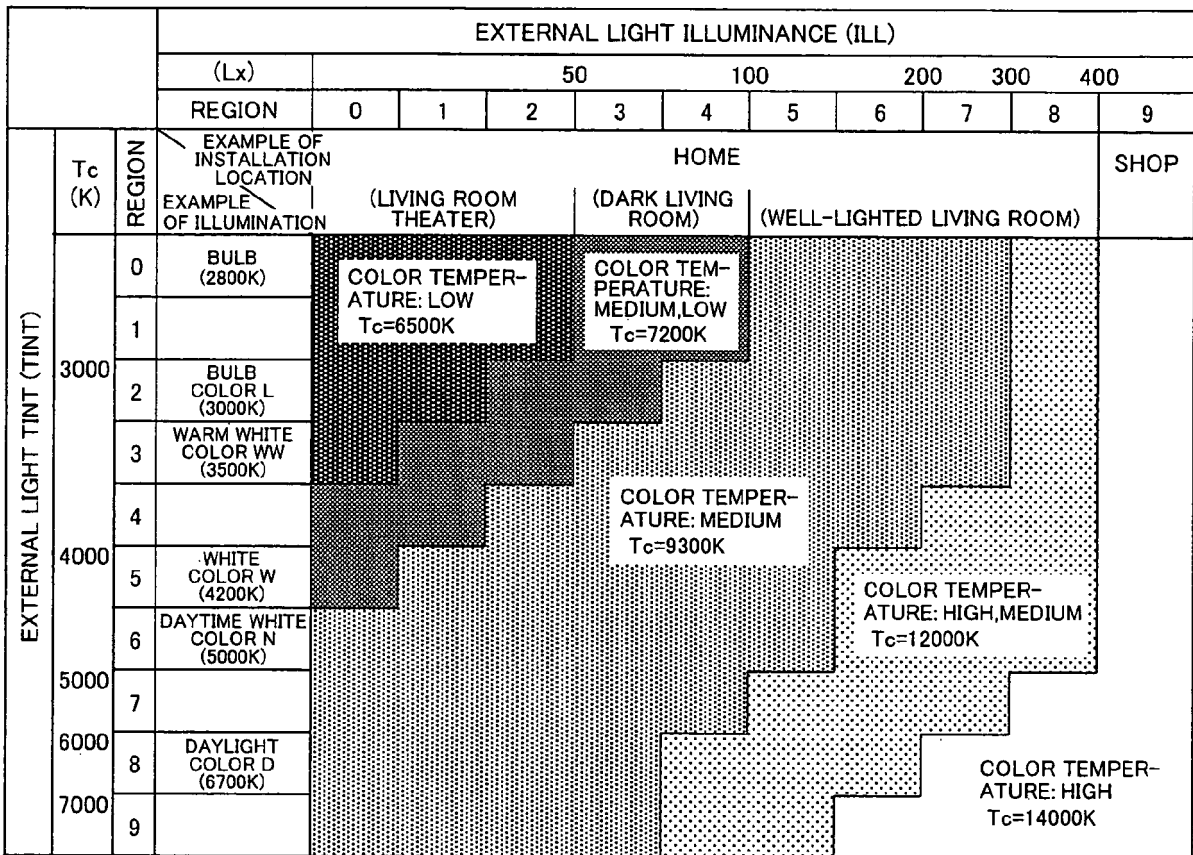 EXTERNAL LIGHT ILLUMINANCE (ILL)
(Lx) 50 100 200 300 400
REGION 0 1 2 3 4 5 6 7 8 9
EXTERNAL LIGHT TINT (TINT)
Tc
(K)
REGION
EXAMPLE OF
INSTALLATION
LOCATION
EXAMPLE
OF ILLUMINATION
HOME
SHOP
(LIVING ROOM
THEATER)
(DARK LIVING
ROOM)
(WELL-LIGHTED LIVING ROOM)
0 BULB
(2800K)
1
3000
2 BULB
COLOR L
(3000K)
3 WARM WHITE
COLOR WW
(3500K)
4
4000
5 WHITE
COLOR W
(4200K)
6 DAYTIME WHITE
COLOR N
(5000K)
5000
7
6000
8 DAYLIGHT
COLOR D
(6700K)
7000
9
COLOR TEMPER-
ATURE: LOW
Tc=6500K
COLOR TEM-
PERATURE:
MEDIUM,LOW
Tc=7200K
COLOR TEMPER-
ATURE: MEDIUM
Tc=9300K
COLOR TEMPER-
ATURE: HIGH,MEDIUM
Tc=12000K
COLOR TEMPER-
ATURE: HIGH
Tc=14000K